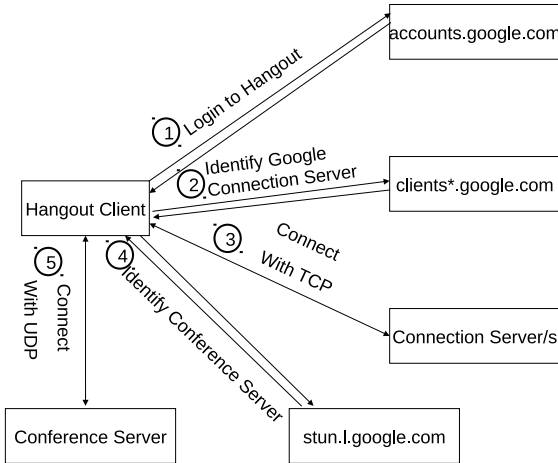 accounts.google.com
1
Login to Hangout
2
Identify Google
Connection Server
clients*.google.com
Hangout Client
3
Connect
With TCP
4
Identify Conference Server
5
Connect
With UDP
Connection Server/s
Conference Server
stun.l.google.com